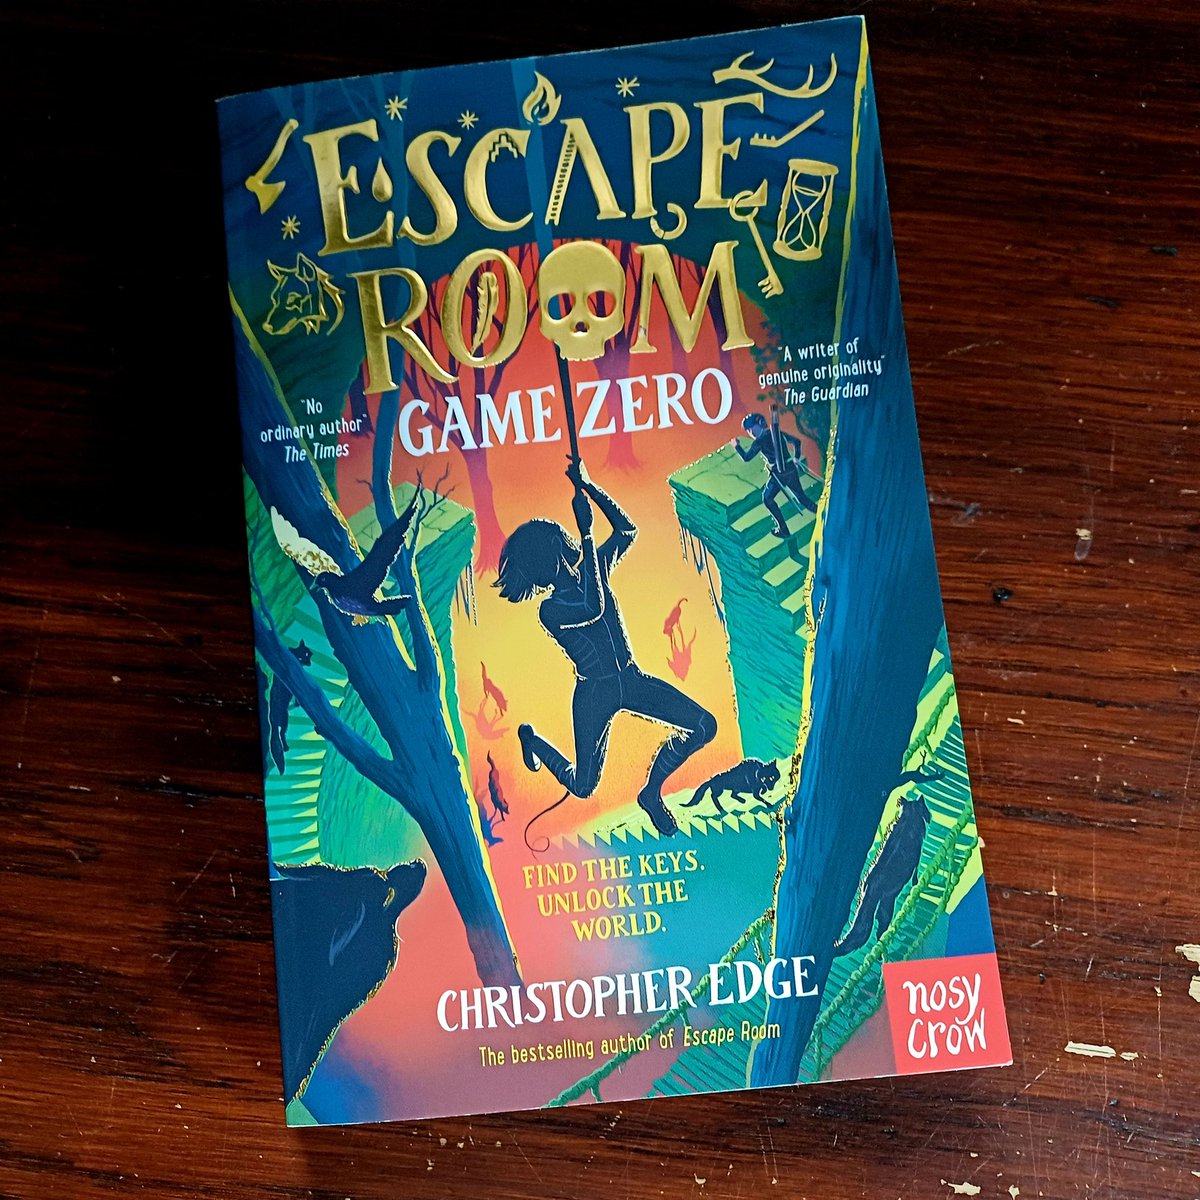 ESCAPE
ROOM
GAME ZERO
"No
ordinary author"
The Times
"A writer of
genuine originality"
The Guardian
FIND THE KEYS.
UNLOCK THE
WORLD.
CHRISTOPHER EDGE
The bestselling author of Escape Room
nosy
crow